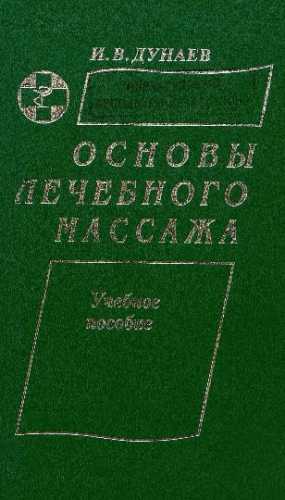 И. В. ДУНАЕВ
ОСНОВЫ
ЛЕЧЕБНОГО
МАССАЖА
Учебное
пособие